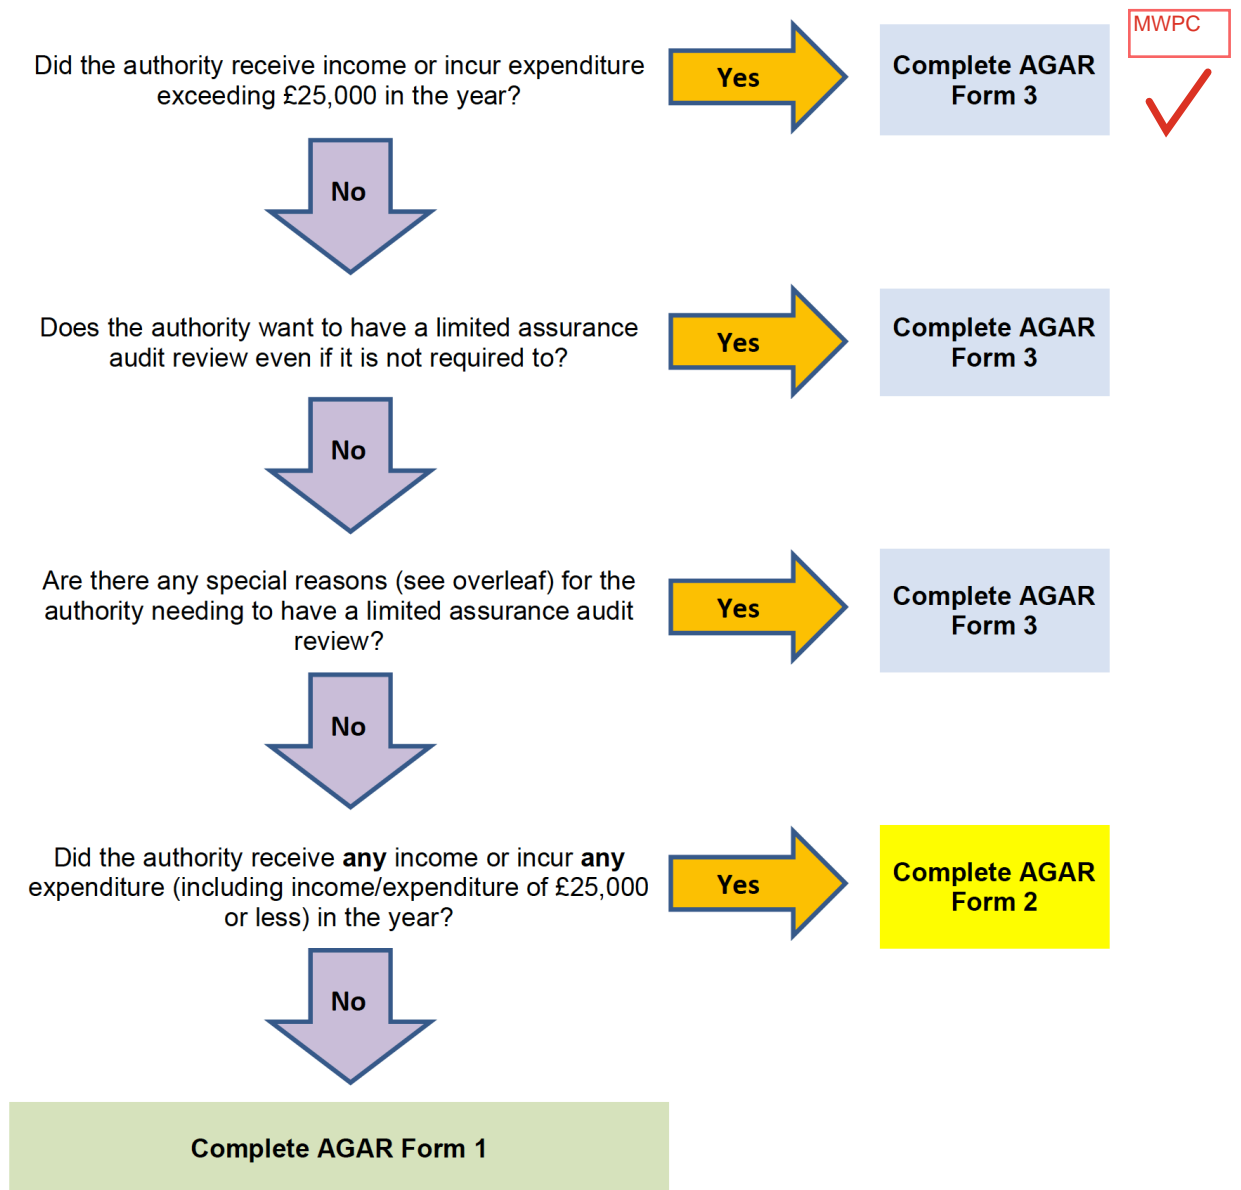 MWPC
Did the authority receive income or incur expenditure
exceeding £25,000 in the year?
Yes
Complete AGAR
Form 3
No
Does the authority want to have a limited assurance
audit review even if it is not required to?
Yes
Complete AGAR
Form 3
No
Are there any special reasons (see overleaf) for the
authority needing to have a limited assurance audit
review?
Yes
Complete AGAR
Form 3
No
Did the authority receive any income or incur any
expenditure (including income/expenditure of £25,000
or less) in the year?
Yes
Complete AGAR
Form 2
No
Complete AGAR Form 1